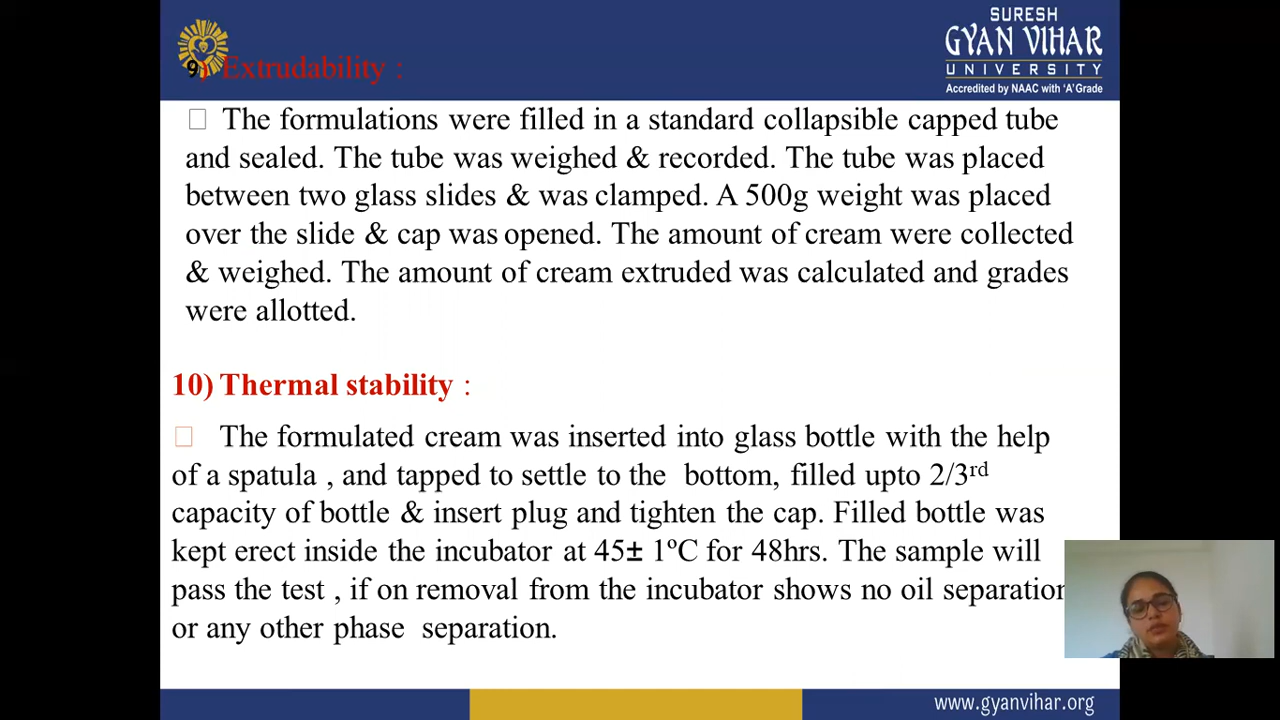 SURESH
GYAN VIHAR
UNIVERSITY
Accredited by NAAC with 'A' Grade
9) Extrudability :
The formulations were filled in a standard collapsible capped tube
and sealed. The tube was weighed & recorded. The tube was placed
between two glass slides & was clamped. A 500g weight was placed
over the slide & cap was opened. The amount of cream were collected
& weighed. The amount of cream extruded was calculated and grades
were allotted.
10) Thermal stability :
The formulated cream was inserted into glass bottle with the help
of a spatula , and tapped to settle to the bottom, filled upto 2/3rd
capacity of bottle & insert plug and tighten the cap. Filled bottle was
kept erect inside the incubator at 45± 1ºC for 48hrs. The sample will
pass the test , if on removal from the incubator shows no oil separation
or any other phase separation.
www.gyanvihar.org